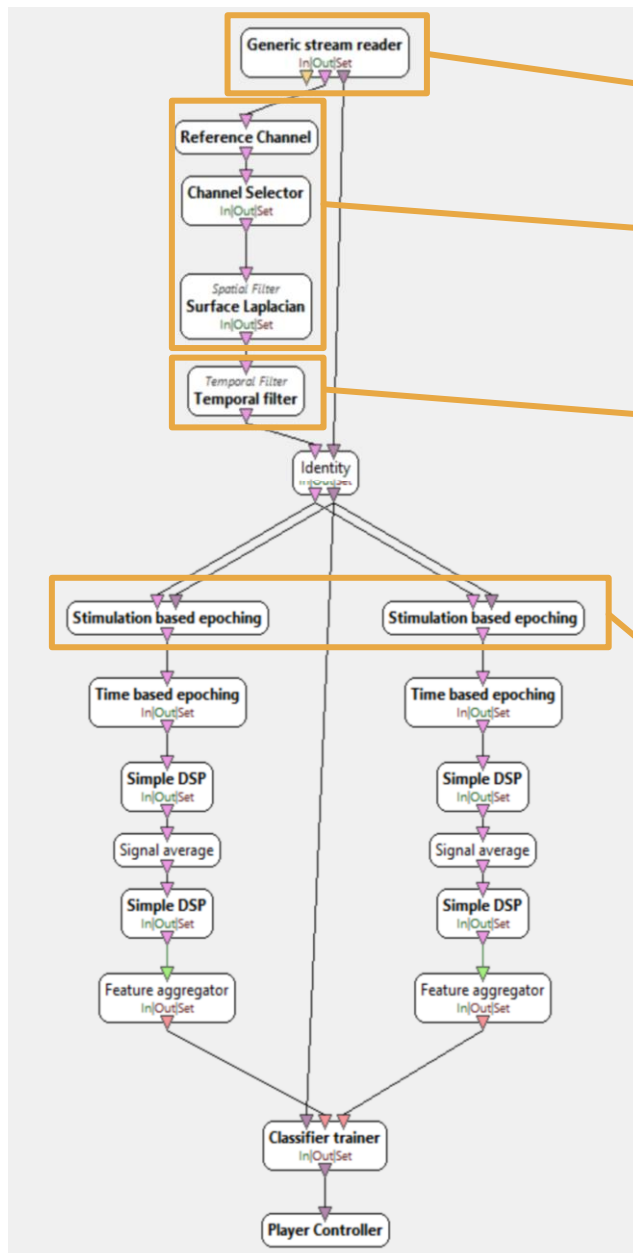 Generic stream reader
In|Out|Set
Reference Channel
Channel Selector
In|Out|Set
Spatial Filter
Surface Laplacian
In|Out|Set
Temporal Filter
Temporal filter
Identity
In|Out|Set
Stimulation based epoching
Stimulation based epoching
Time based epoching
In|Out|Set
Time based epoching
In|Out|Set
Simple DSP
In|Out|Set
Simple DSP
In|Out|Set
Signal average
Signal average
Simple DSP
In|Out|Set
Simple DSP
In|Out|Set
Feature aggregator
In|Out|Set
Feature aggregator
In|Out|Set
Classifier trainer
In|Out|Set
Player Controller